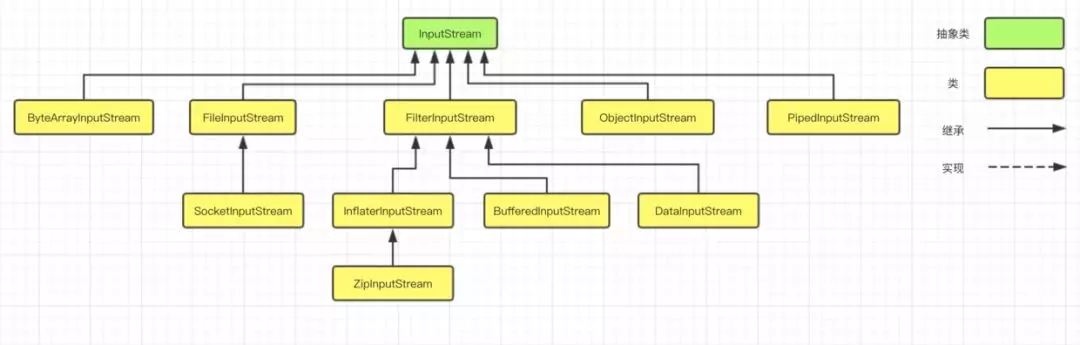 InputStream
抽象类
类
ByteArrayInputStream
FileInputStream
FilterInputStream
ObjectInputStream
PipedInputStream
继承
实现
SocketInputStream
InflaterInputStream
BufferedInputStream
DataInputStream
ZipInputStream